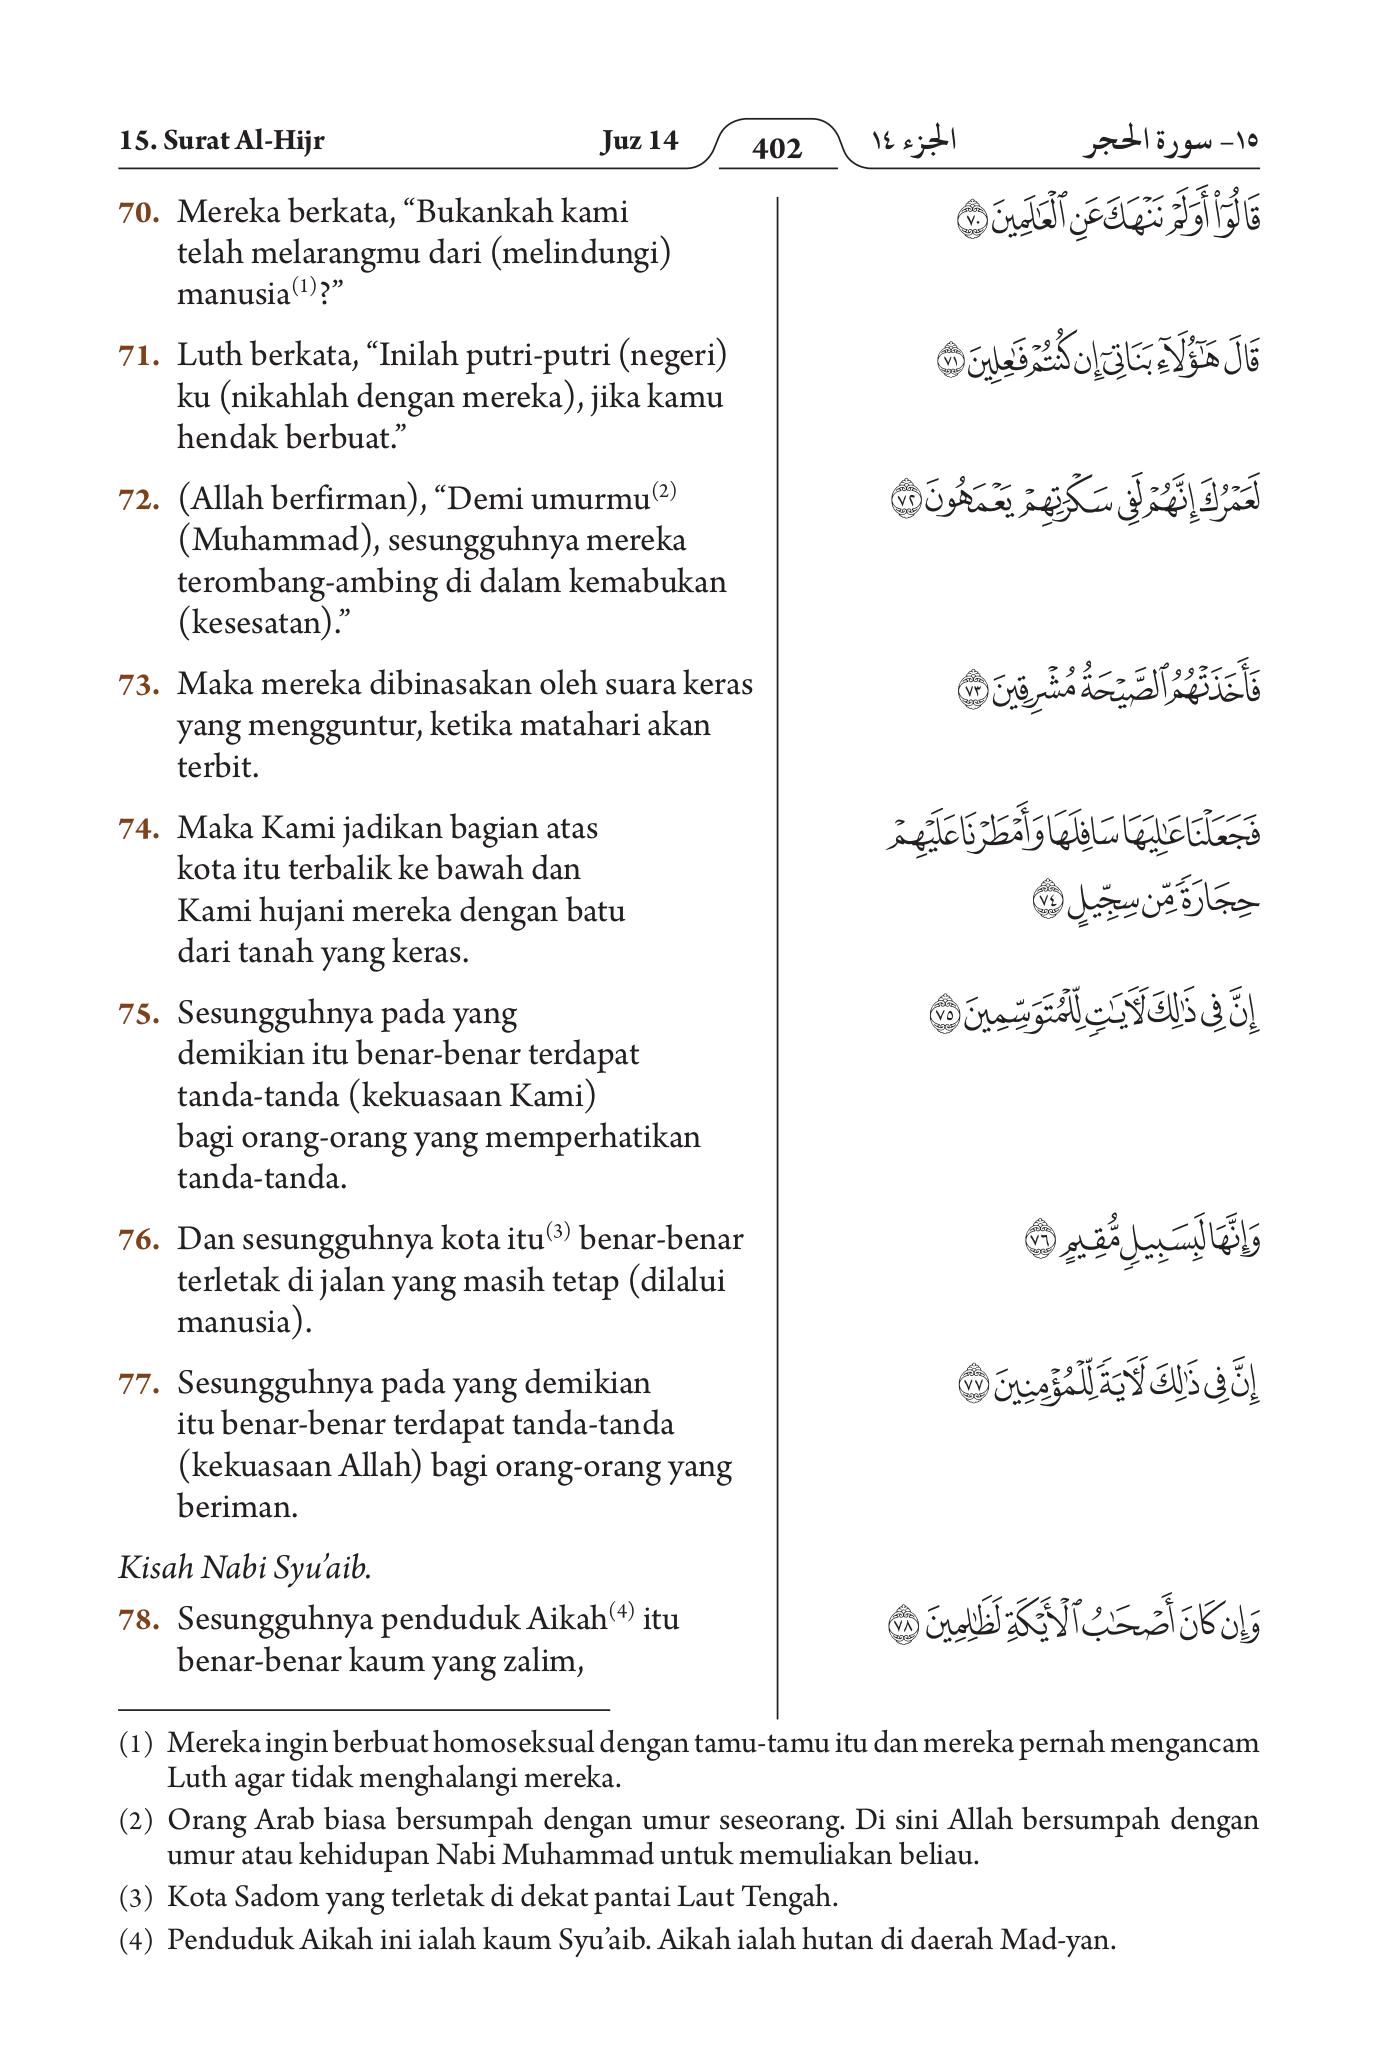 15. Surat Al-Hijr
Juz 14
402
الجزء ١٤
١٥- سورة الحجر
70. Mereka berkata, “Bukankah kami
telah melarangmu dari (melindungi)
manusia(1)?”
قَالُوٓاْ أَوَلَمۡ نَنۡهَكَ عَنِ ٱلۡعَٰلَمِينَ ٧٠
71. Luth berkata, “Inilah putri-putri (negeri)
ku (nikahlah dengan mereka), jika kamu
hendak berbuat.”
قَالَ هَٰٓؤُلَآءِ بَنَاتِيٓ إِن كُنتُمۡ فَٰعِلِينَ ٧١
72. (Allah berfirman), “Demi umurmu(2)
(Muhammad), sesungguhnya mereka
terombang-ambing di dalam kemabukan
(kesesatan).”
لَعَمۡرُكَ إِنَّهُمۡ لَفِي سَكۡرَتِهِمۡ يَعۡمَهُونَ ٧٢
73. Maka mereka dibinasakan oleh suara keras
yang mengguntur, ketika matahari akan
terbit.
فَأَخَذَتۡهُمُ ٱلصَّيۡحَةُ مُشۡرِقِينَ ٧٣
74. Maka Kami jadikan bagian atas
kota itu terbalik ke bawah dan
Kami hujani mereka dengan batu
dari tanah yang keras.
فَجَعَلۡنَا عَٰلِيَهَا سَافِلَهَا وَأَمۡطَرۡنَا عَلَيۡهِمۡ
حِجَارَةٗ مِّن سِجِّيلٍ ٧٤
75. Sesungguhnya pada yang
demikian itu benar-benar terdapat
tanda-tanda (kekuasaan Kami)
bagi orang-orang yang memperhatikan
tanda-tanda.
إِنَّ فِي ذَٰلِكَ لَأٓيَٰتٖ لِّلۡمُتَوَسِّمِينَ ٧٥
76. Dan sesungguhnya kota itu(3) benar-benar
terletak di jalan yang masih tetap (dilalui
manusia).
وَإِنَّهَا لَبِسَبِيلٖ مُّقِيمٍ ٧٦
77. Sesungguhnya pada yang demikian
itu benar-benar terdapat tanda-tanda
(kekuasaan Allah) bagi orang-orang yang
beriman.
إِنَّ فِي ذَٰلِكَ لَأٓيَةٗ لِّلۡمُؤۡمِنِينَ ٧٧
Kisah Nabi Syu’aib.
78. Sesungguhnya penduduk Aikah(4) itu
benar-benar kaum yang zalim,
وَإِن كَانَ أَصۡحَٰبُ ٱلۡأَيۡكَةِ لَظَٰلِمِينَ ٧٨
(1) Mereka ingin berbuat homoseksual dengan tamu-tamu itu dan mereka pernah mengancam
Luth agar tidak menghalangi mereka.
(2) Orang Arab biasa bersumpah dengan umur seseorang. Di sini Allah bersumpah dengan
umur atau kehidupan Nabi Muhammad untuk memuliakan beliau.
(3) Kota Sadom yang terletak di dekat pantai Laut Tengah.
(4) Penduduk Aikah ini ialah kaum Syu’aib. Aikah ialah hutan di daerah Mad-yan.